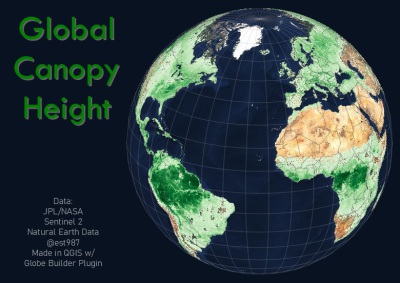 Global
Canopy
Height
Data:
JPL/NASA
Sentinel 2
Natural Earth Data
@est987
Made in QGIS w/
Globe Builder Plugin